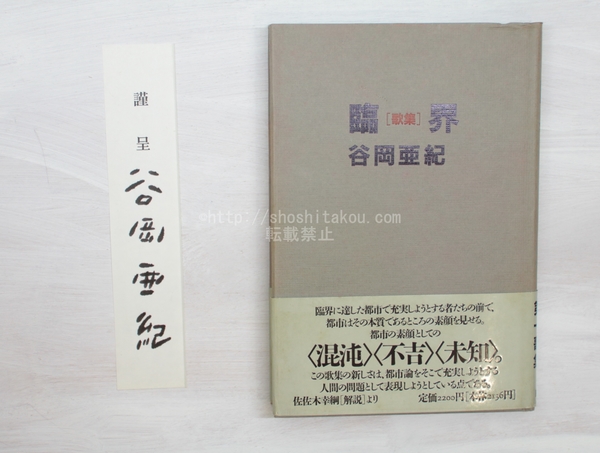 謹呈
谷岡亜紀
臨[歌集]界
谷岡亜紀
©http://shoshitakou.com/
転載禁止
臨界に達した都市で充実しようとする者たちの前で、
都市はその本質であるところの素顔を見せる。
都市の素顔としての
〈混沌〉〈不吉〉〈未知〉。
この歌集の新しさは、都市論をそこで充実しようとする
人間の問題として表現しようとしている点である。
佐佐木幸綱[解説]より
定価2200円[本体2136円]